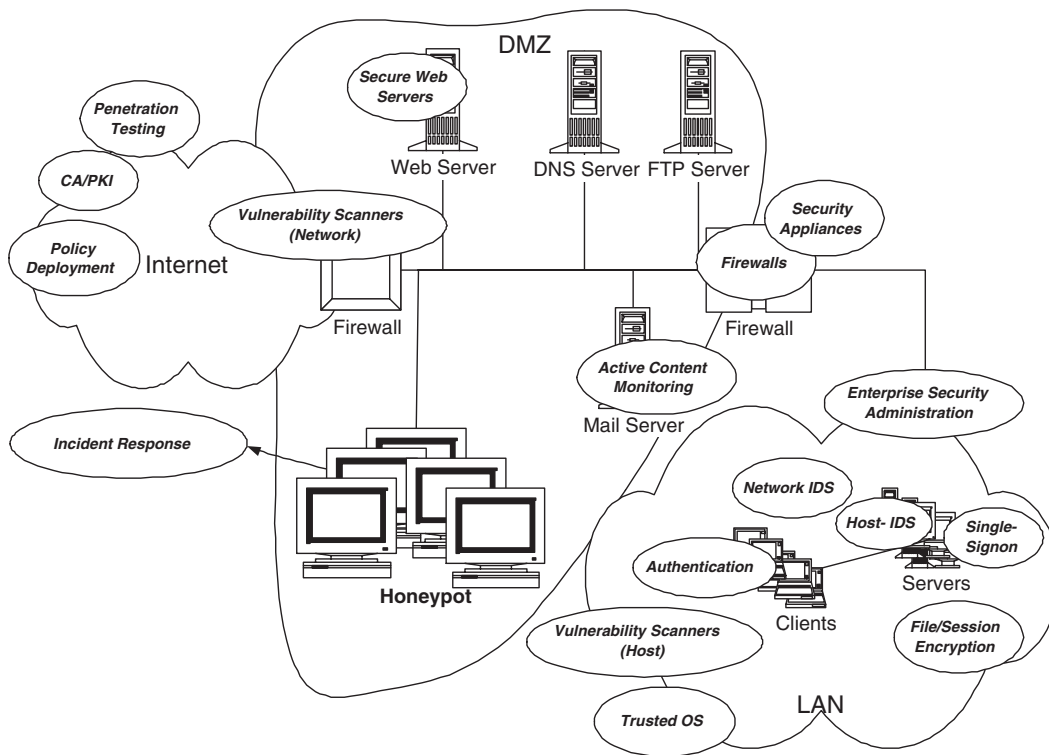 DMZ
Secure Web
Servers
Penetration
Testing
Web Server
DNS Server
FTP Server
CA/PKI
Vulnerability Scanners
(Network)
Security
Appliances
Policy
Deployment
Internet
Firewalls
Firewall
Firewall
Active Content
Monitoring
Enterprise Security
Administration
Mail Server
Incident Response
Network IDS
Host- IDS
Single-
Signon
Authentication
Servers
Honeypot
Clients
Vulnerability Scanners
(Host)
File/Session
Encryption
LAN
Trusted OS